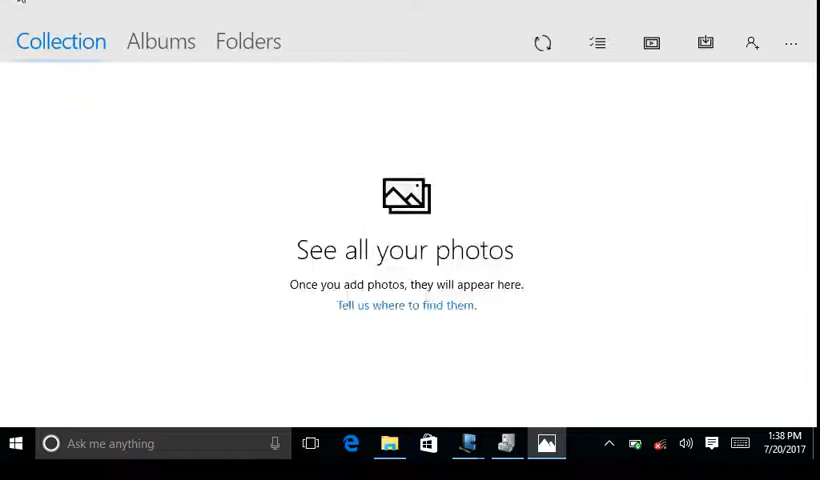 Collection Albums Folders
See all your photos
Once you add photos, they will appear here.
Tell us where to find them.
Ask me anything
1:38 PM
7/20/2017